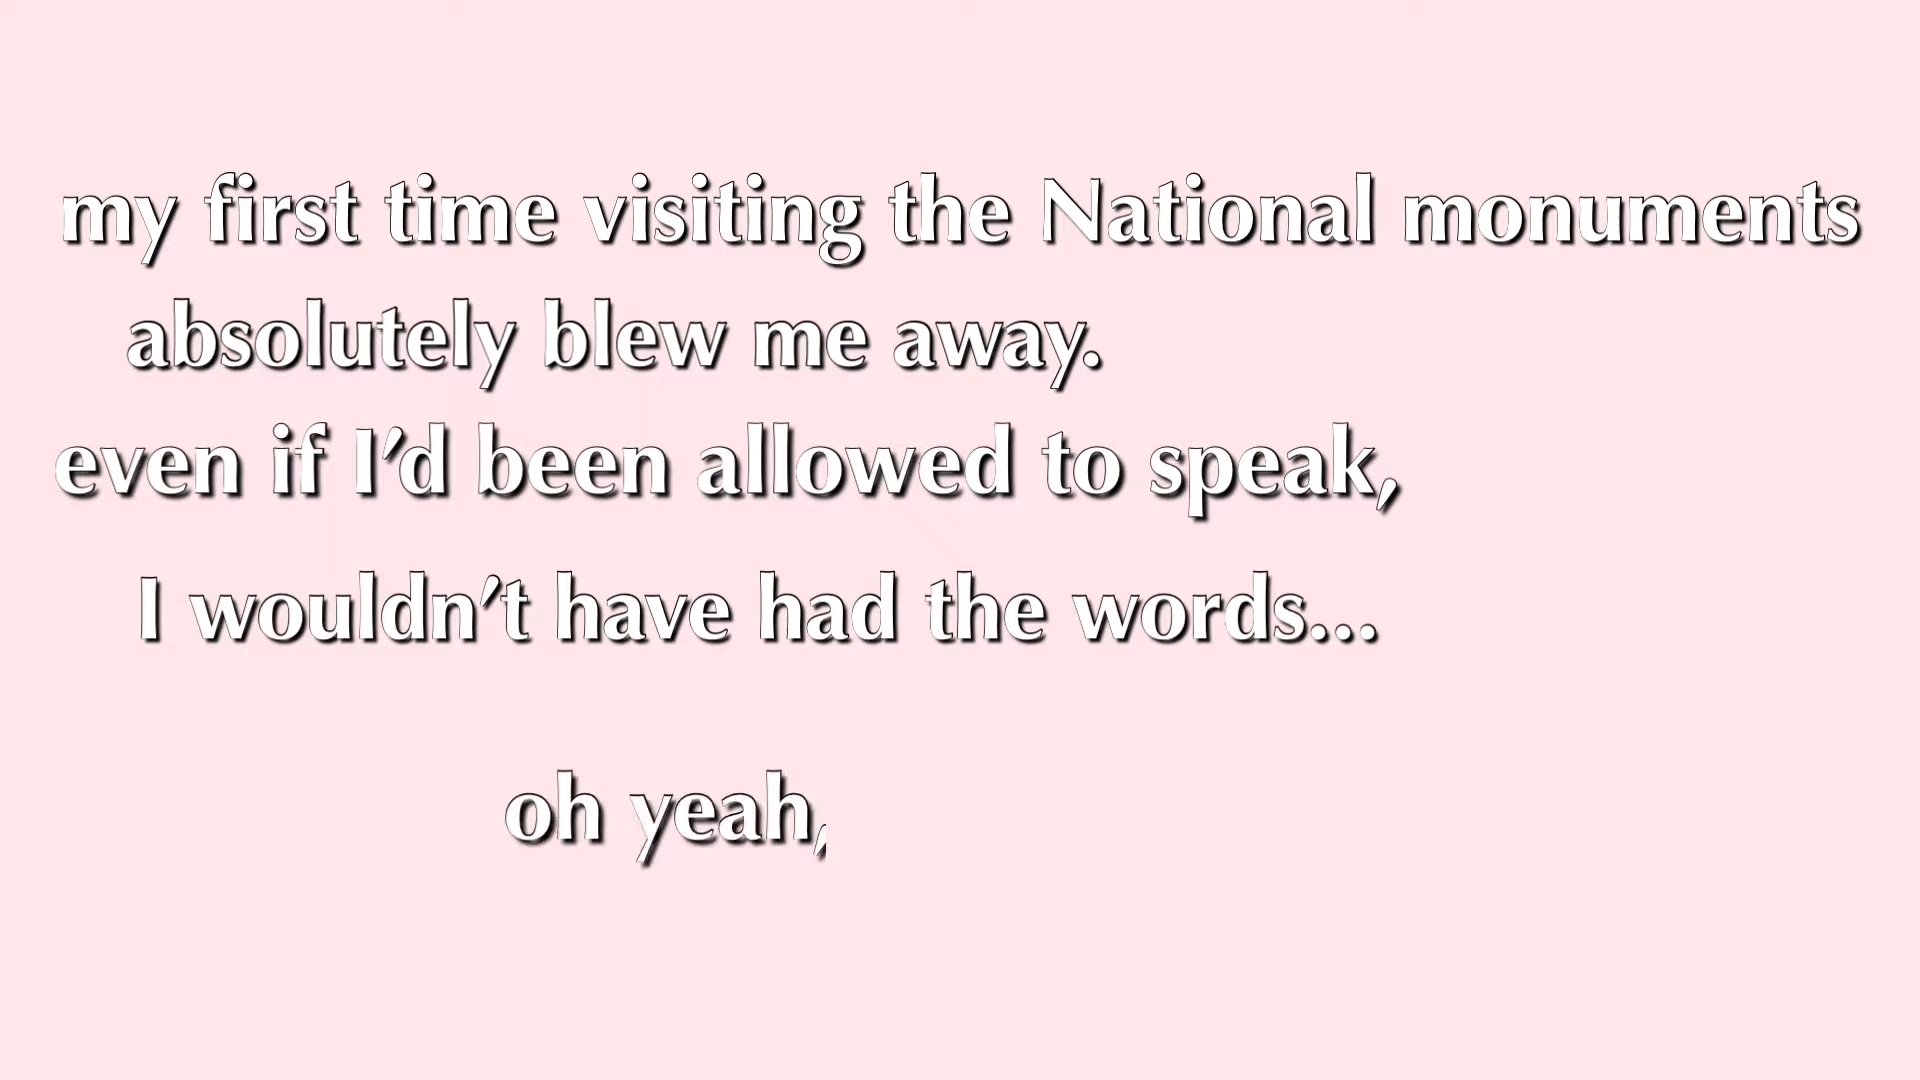 my first time visiting the National monuments
absolutely blew me away.
even if I’d been allowed to speak,
I wouldn’t have had the words...
oh yeah,